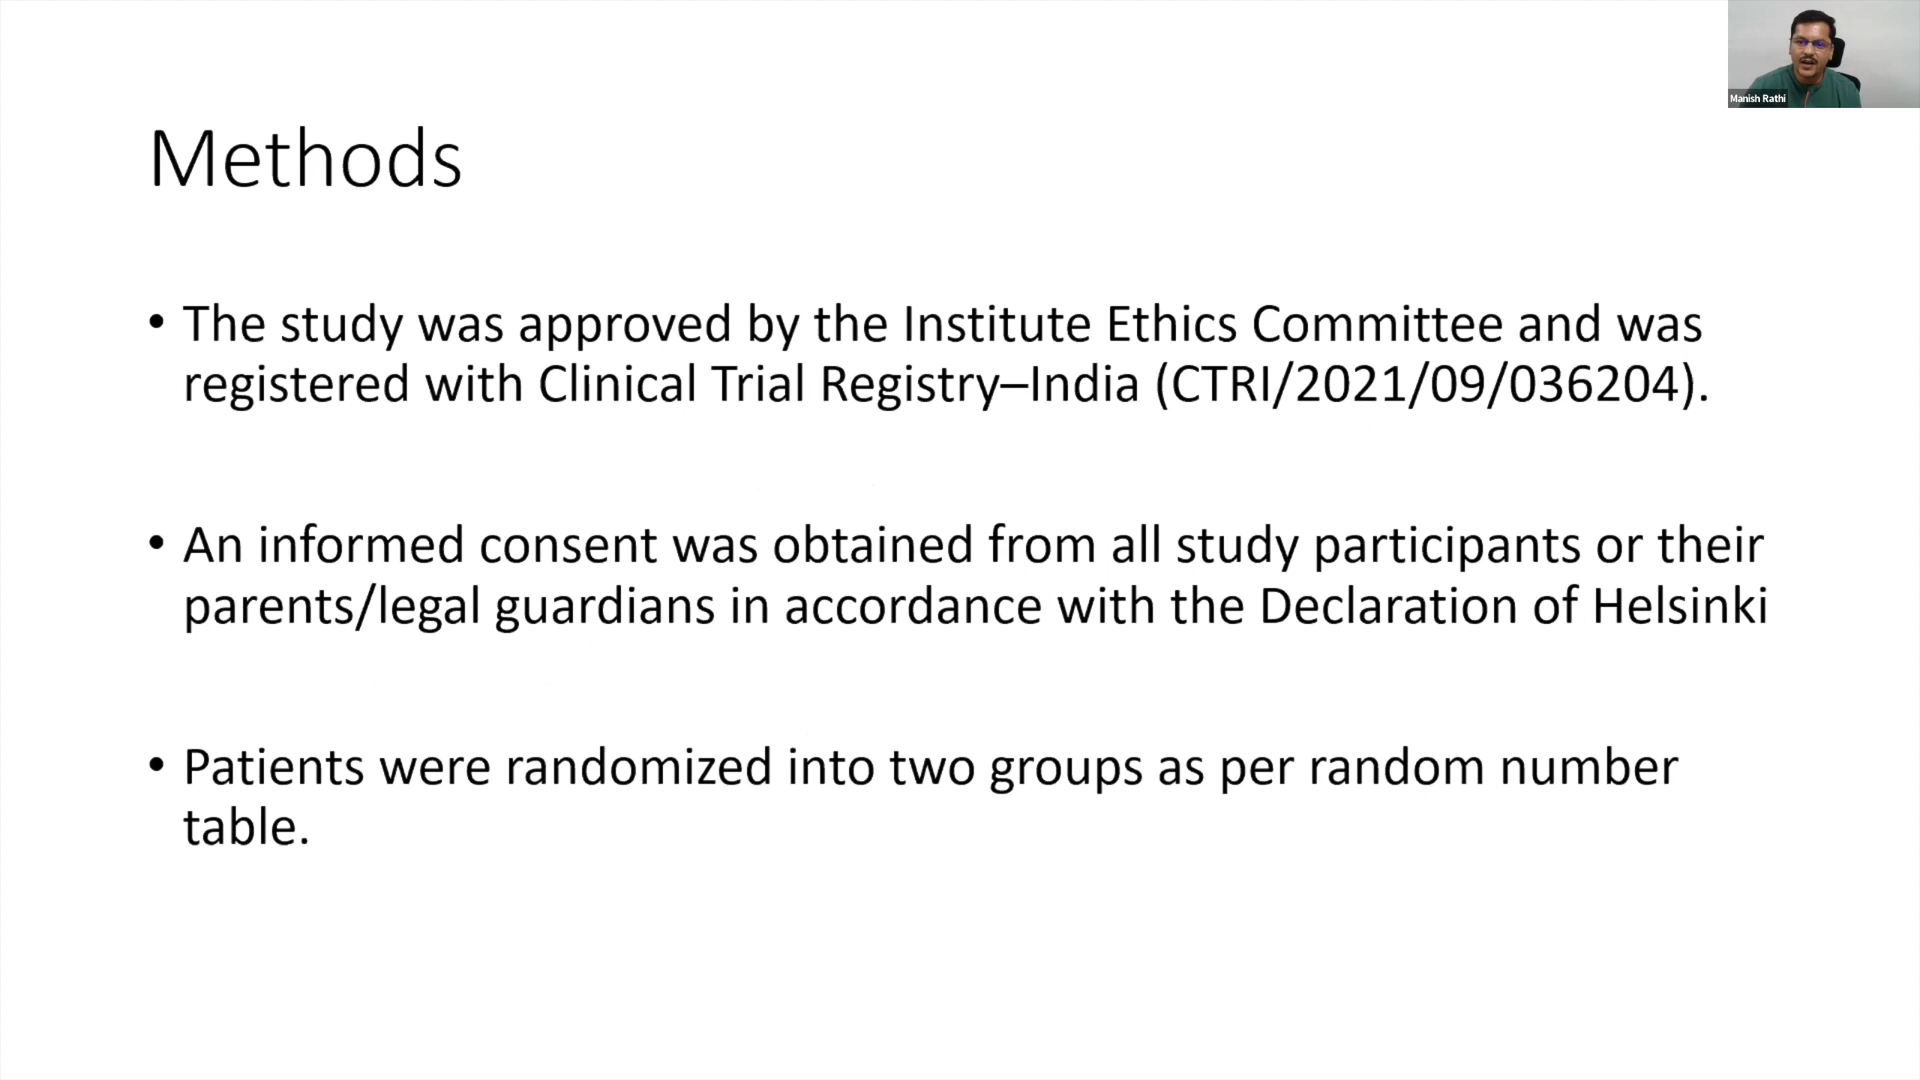 Manish Rathi
Methods
• The study was approved by the Institute Ethics Committee and was
registered with Clinical Trial Registry–India (CTRI/2021/09/036204).
• An informed consent was obtained from all study participants or their
parents/legal guardians in accordance with the Declaration of Helsinki
• Patients were randomized into two groups as per random number
table.